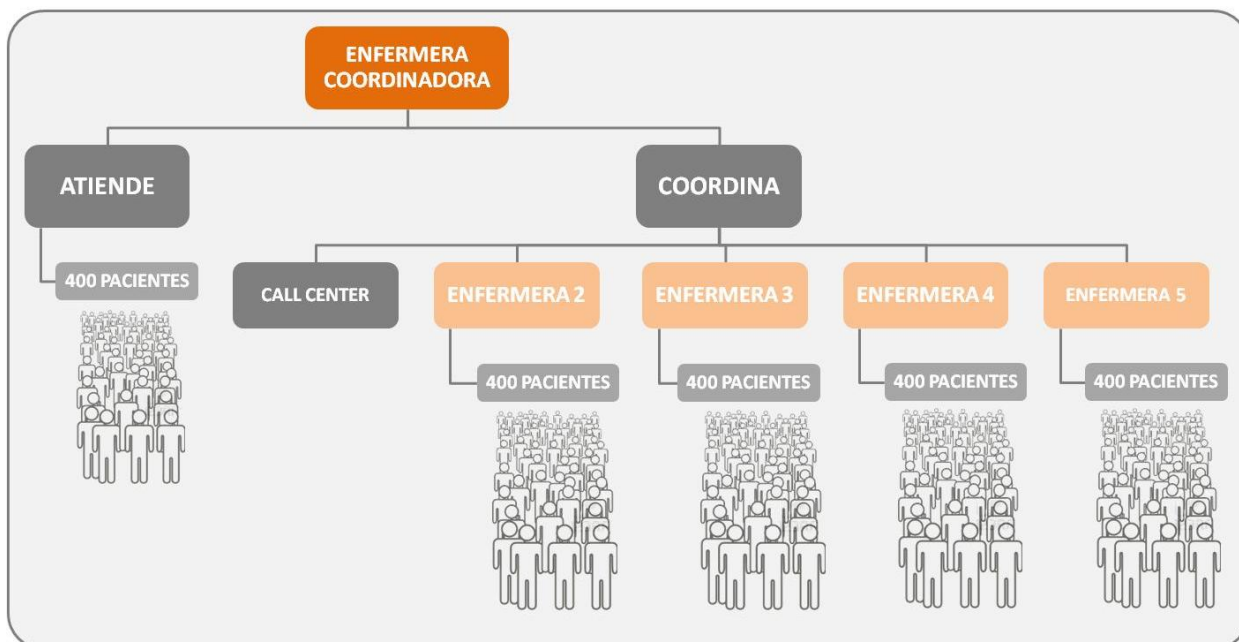 ENFERMERA
COORDINADORA
ATIENDE
COORDINA
400 PACIENTES
CALL CENTER
ENFERMERA 2
ENFERMERA 3
ENFERMERA 4
ENFERMERA 5
400 PACIENTES
400 PACIENTES
400 PACIENTES
400 PACIENTES